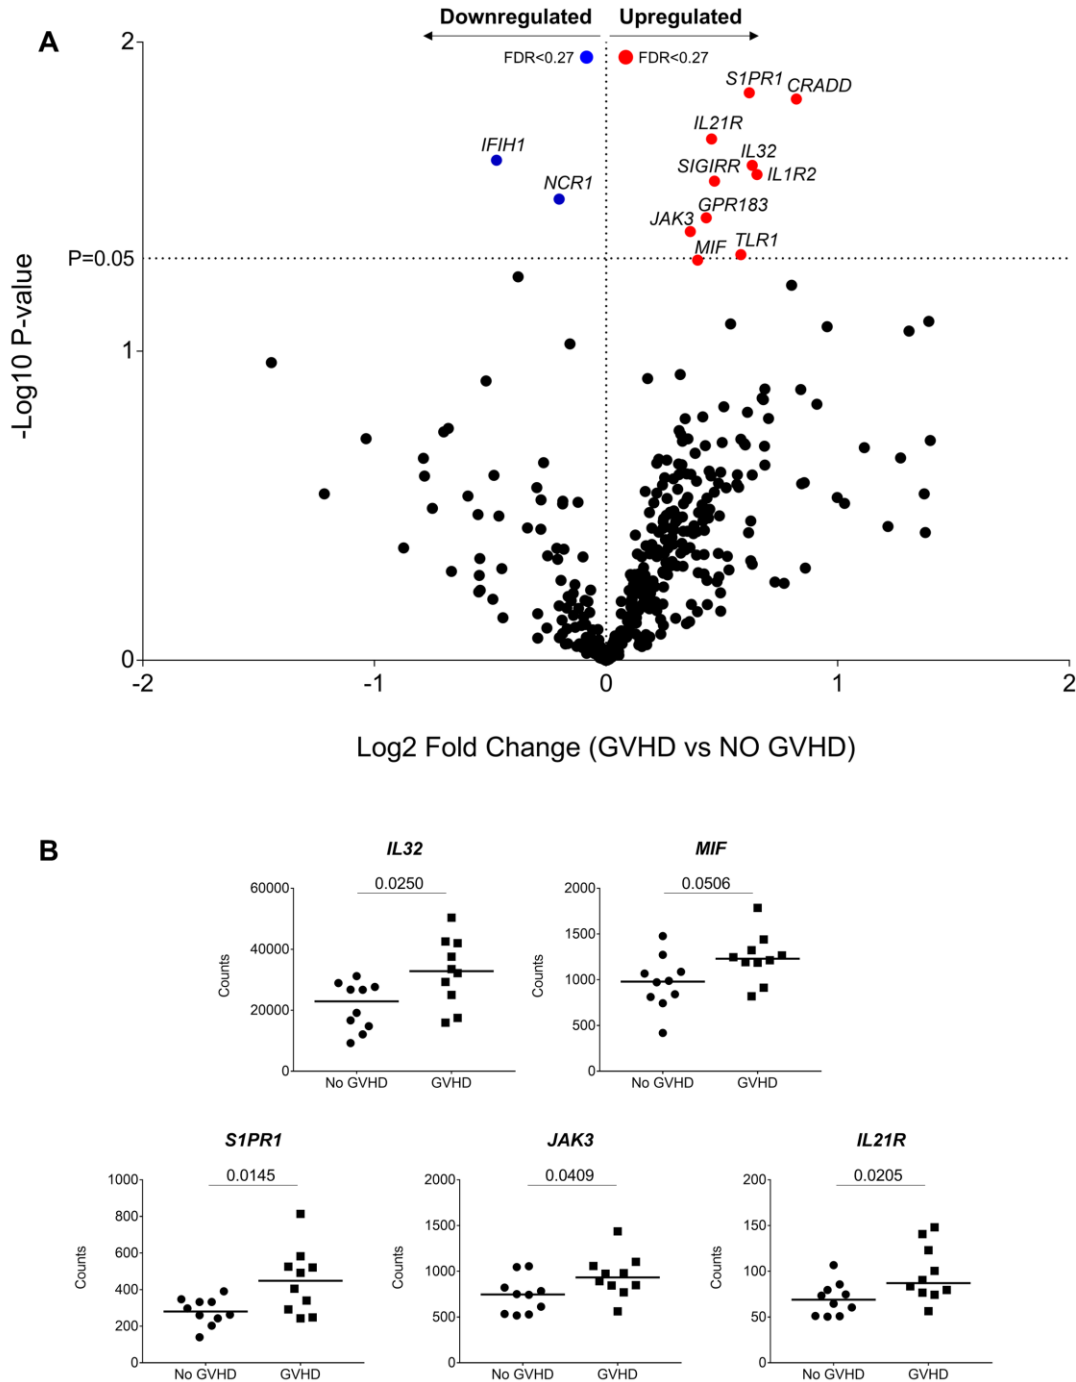 A
Downregulated Upregulated
FDR<0.27 FDR<0.27
2
S1PR1 CRADD
IL21R
IFIH1 IL32
SIGIRR IL1R2
NCR1
GPR183
JAK3
MIF TLR1
P=0.05
-Log10 P-value
1
0
-2 -1 0 1 2
Log2 Fold Change (GVHD vs NO GVHD)
B
IL32
0.0250
60000
40000
20000
0
Counts
No GVHD GVHD
MIF
0.0506
2000
1500
1000
500
0
Counts
No GVHD GVHD
S1PR1
0.0145
1000
800
600
400
200
0
Counts
No GVHD GVHD
JAK3
0.0409
2000
1500
1000
500
0
Counts
No GVHD GVHD
IL21R
0.0205
200
150
100
50
0
Counts
No GVHD GVHD